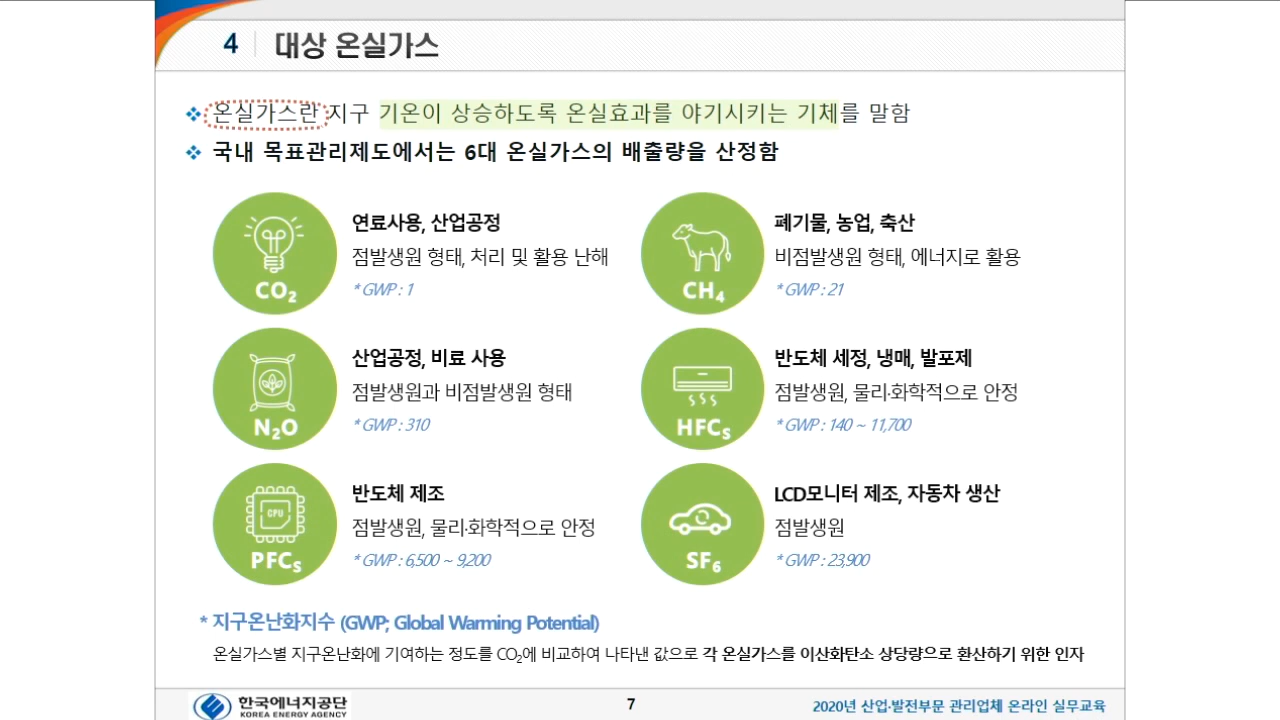 4 대상 온실가스
❖ 온실가스란 지구 기온이 상승하도록 온실효과를 야기시키는 기체를 말함
❖ 국내 목표관리제도에서는 6대 온실가스의 배출량을 산정함
CO₂
연료사용, 산업공정
점발생원 형태, 처리 및 활용 난해
* GWP : 1
CH₄
폐기물, 농업, 축산
비점발생원 형태, 에너지로 활용
* GWP : 21
N₂O
산업공정, 비료 사용
점발생원과 비점발생원 형태
* GWP : 310
HFCs
반도체 세정, 냉매, 발포제
점발생원, 물리·화학적으로 안정
* GWP : 140 ~ 11,700
CPU
PFCs
반도체 제조
점발생원, 물리·화학적으로 안정
* GWP : 6,500 ~ 9,200
SF₆
LCD모니터 제조, 자동차 생산
점발생원
* GWP : 23,900
* 지구온난화지수 (GWP; Global Warming Potential)
온실가스별 지구온난화에 기여하는 정도를 CO₂에 비교하여 나타낸 값으로 각 온실가스를 이산화탄소 상당량으로 환산하기 위한 인자
한국에너지공단
KOREA ENERGY AGENCY
7
2020년 산업·발전부문 관리업체 온라인 실무교육